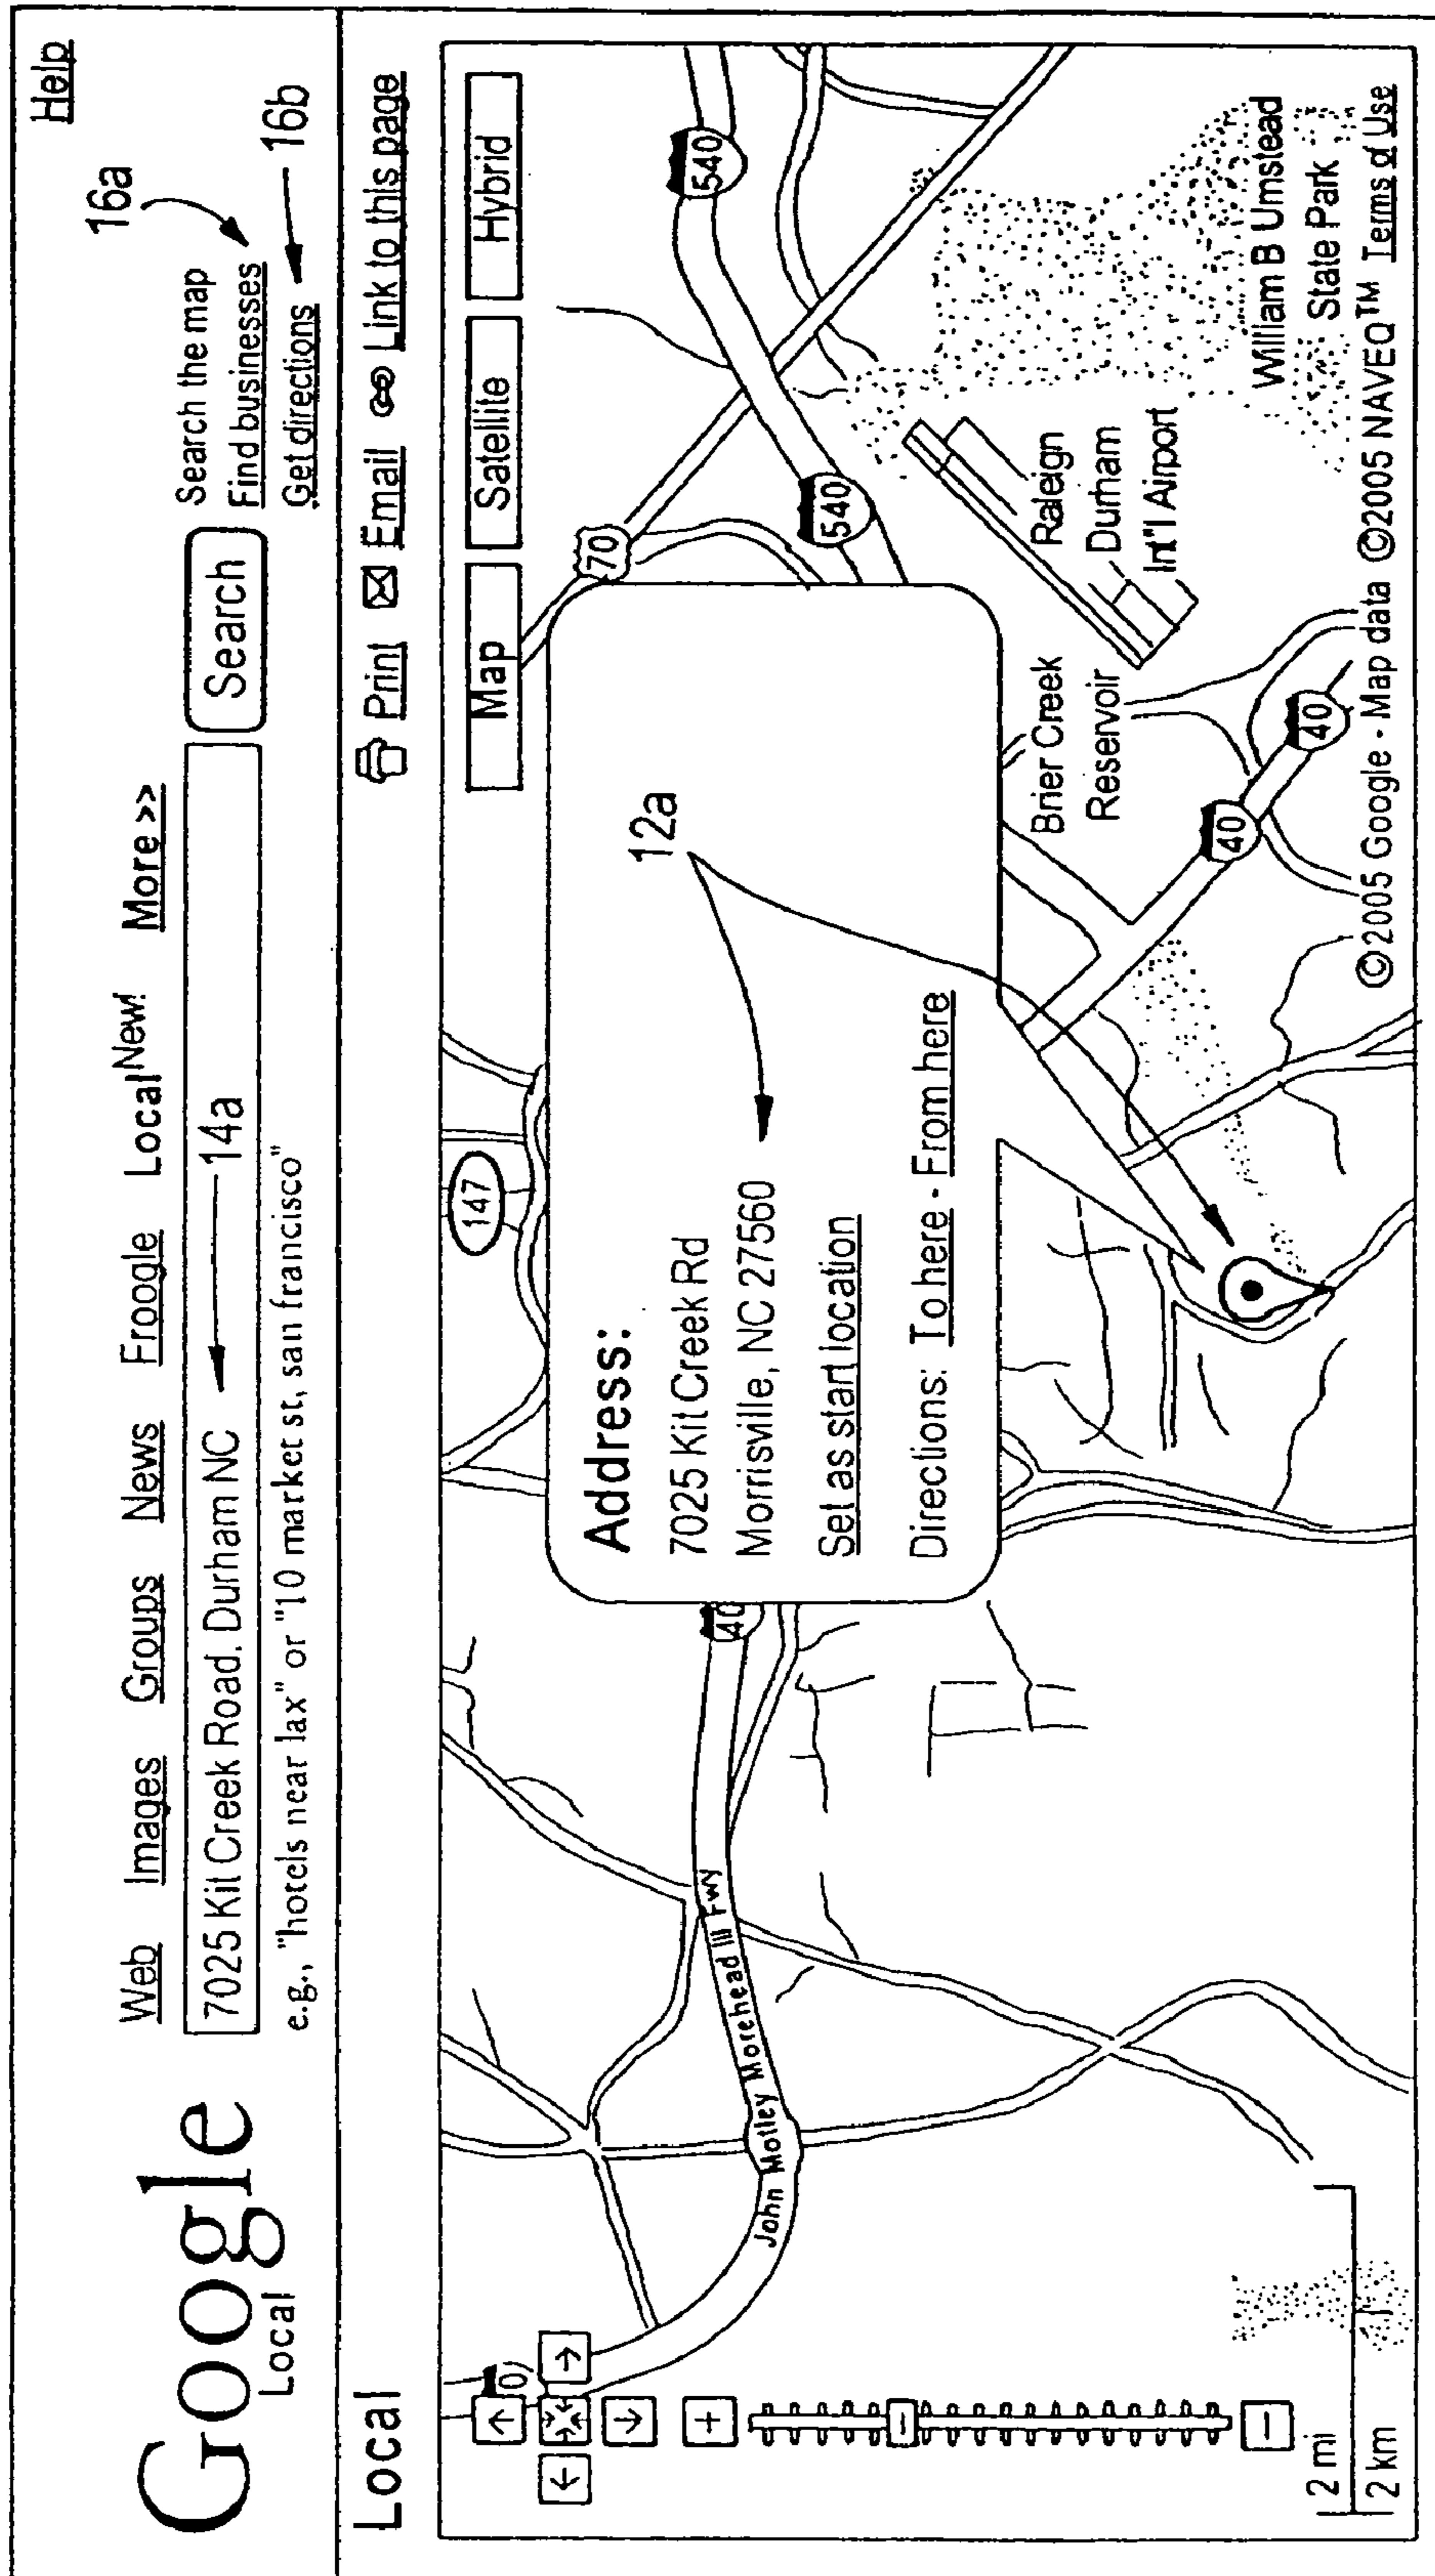 Help
16a
Web Images Groups News Froogle Local New! More >>
Google
Local
7025 Kit Creek Road. Durham NC
14a
Search
Search the map
Find businesses
Get directions
16b
e.g., "hotels near lax" or "10 market st, san francisco"
Local
Print Email Link to this page
Map Satellite Hybrid
147
70
540
540
40
John Motley Morehead III Fwy
Address:
7025 Kit Creek Rd
Morrisville, NC 27560
Set as start location
Directions: To here - From here
12a
Brier Creek
Reservoir
Raleign
Durham
Int"l Airport
40
40
William B Umstead
State Park
2 mi
2 km
©2005 Google - Map data ©2005 NAVEQ™ Terms of Use